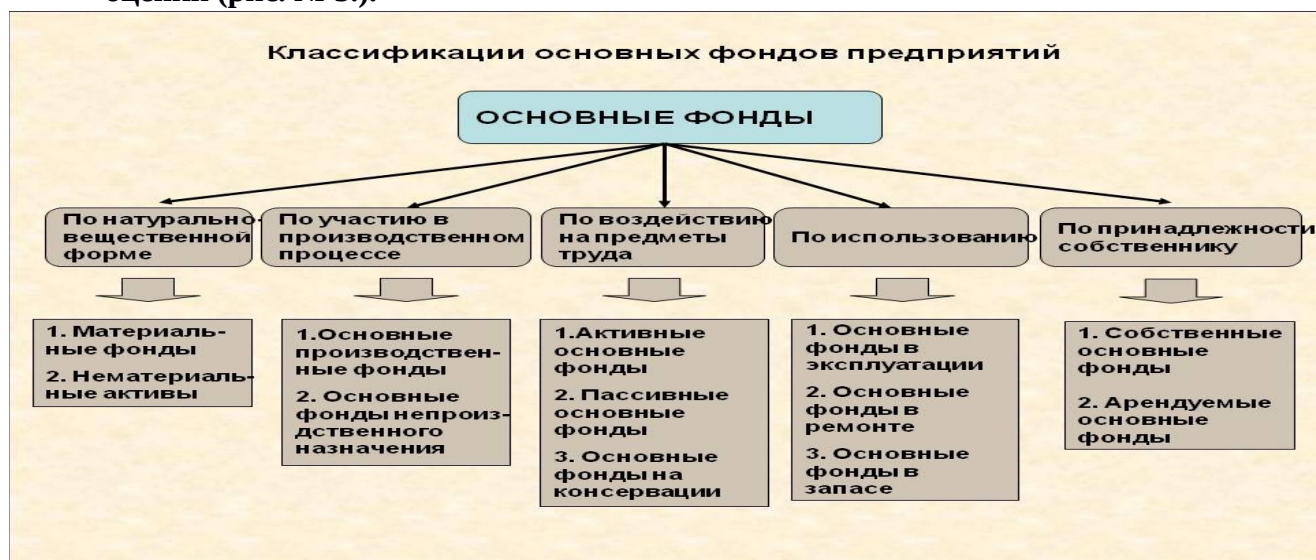 оценки (рис. № 3.).
Классификации основных фондов предприятий
ОСНОВНЫЕ ФОНДЫ
По натурально-
вещественной
форме
По участию в
производственном
процессе
По воздействию
на предметы
труда
По использованию
По принадлежности
собственнику
1. Материаль-
ные фонды
2. Нематериаль-
ные активы
1.Основные
производствен-
ные фонды
2. Основные
фонды непроиз-
дственного
назначения
1.Активные
основные
фонды
2. Пассивные
основные
фонды
3. Основные
фонды на
консервации
1. Основные
фонды в
эксплуатации
2. Основные
фонды в
ремонте
3. Основные
фонды в
запасе
1. Собственные
основные
фонды
2. Арендуемые
основные
фонды